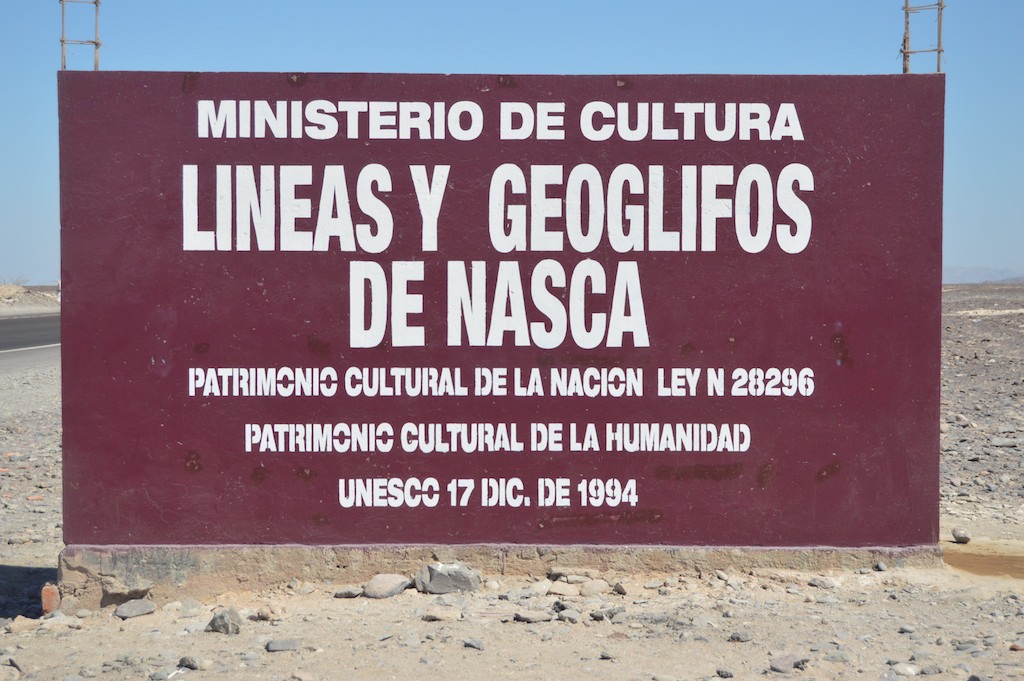 MINISTERIO DE CULTURA
LINEAS Y GEOGLIFOS
DE NASCA
PATRIMONIO CULTURAL DE LA NACION LEY N 28296
PATRIMONIO CULTURAL DE LA HUMANIDAD
UNESCO 17 DIC. DE 1994